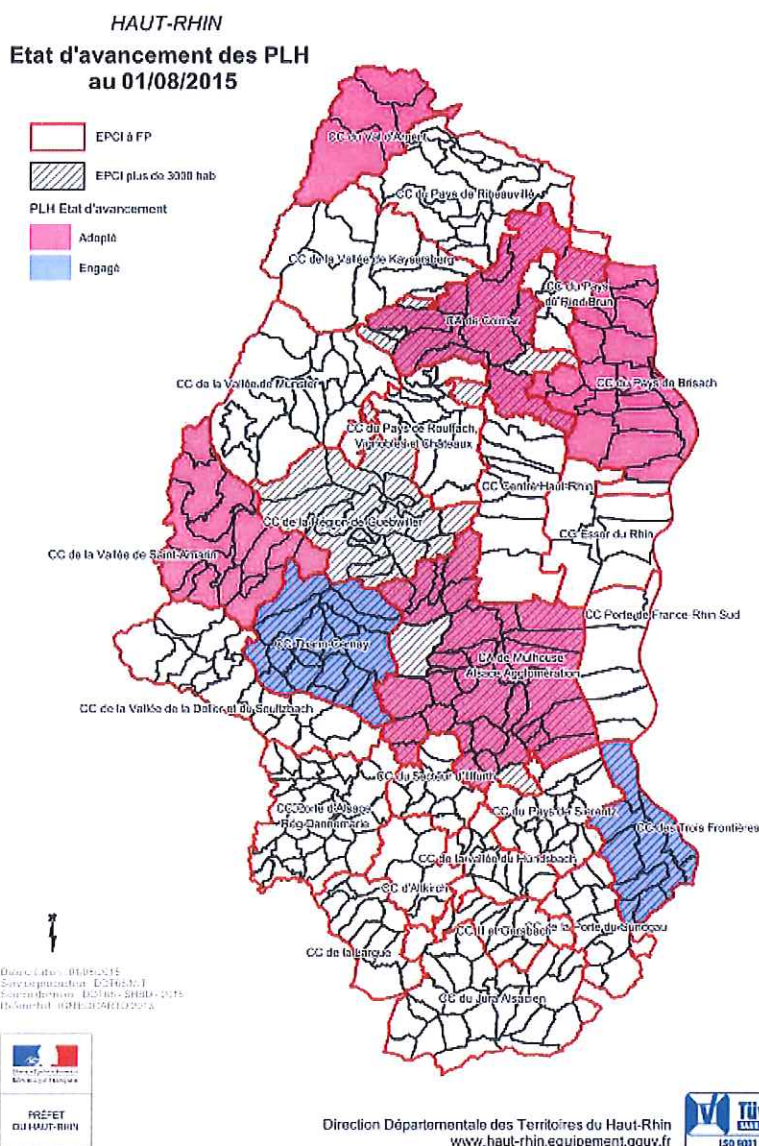 HAUT-RHIN
Etat d'avancement des PLH
au 01/08/2015
EPCI à FP
EPCI plus de 3000 hab
PLH Etat d'avancement
Adopté
Engagé
CC du Val d'Argent
CC du Pays de Ribeauvillé
CC de la Vallée de Kaysersberg
CC du Pays
du Ried Brun
CA de Colmar
CC de la Vallée de Munster
CC du Pays de Brisach
CC du Pays de Rouffach,
Vignobles et Châteaux
CC Centre Haut-Rhin
CC de la Région de Guebwiller
CC Essor du Rhin
CC de la Vallée de Saint-Amarin
CC Porte de France-Rhin Sud
CC Thann-Cernay
CA de Mulhouse
Alsace Agglomération
CC de la Vallée de la Doller et du Soultzbach
CC du Secteur d'Illfurth
CC Porte d'Alsace
Rég-Dannemarie
CC du Pays de Sierentz
CC des Trois Frontières
CC de la Vallée du Hundsbach
CC d'Altkirch
CC Ill et Gersbach
CC de la Porte du Sundgau
CC de la Largue
CC du Jura Alsacien
PRÉFET
DU HAUT-RHIN
Direction Départementale des Territoires du Haut-Rhin
www.haut-rhin.equipement.gouv.fr
ISO 9001